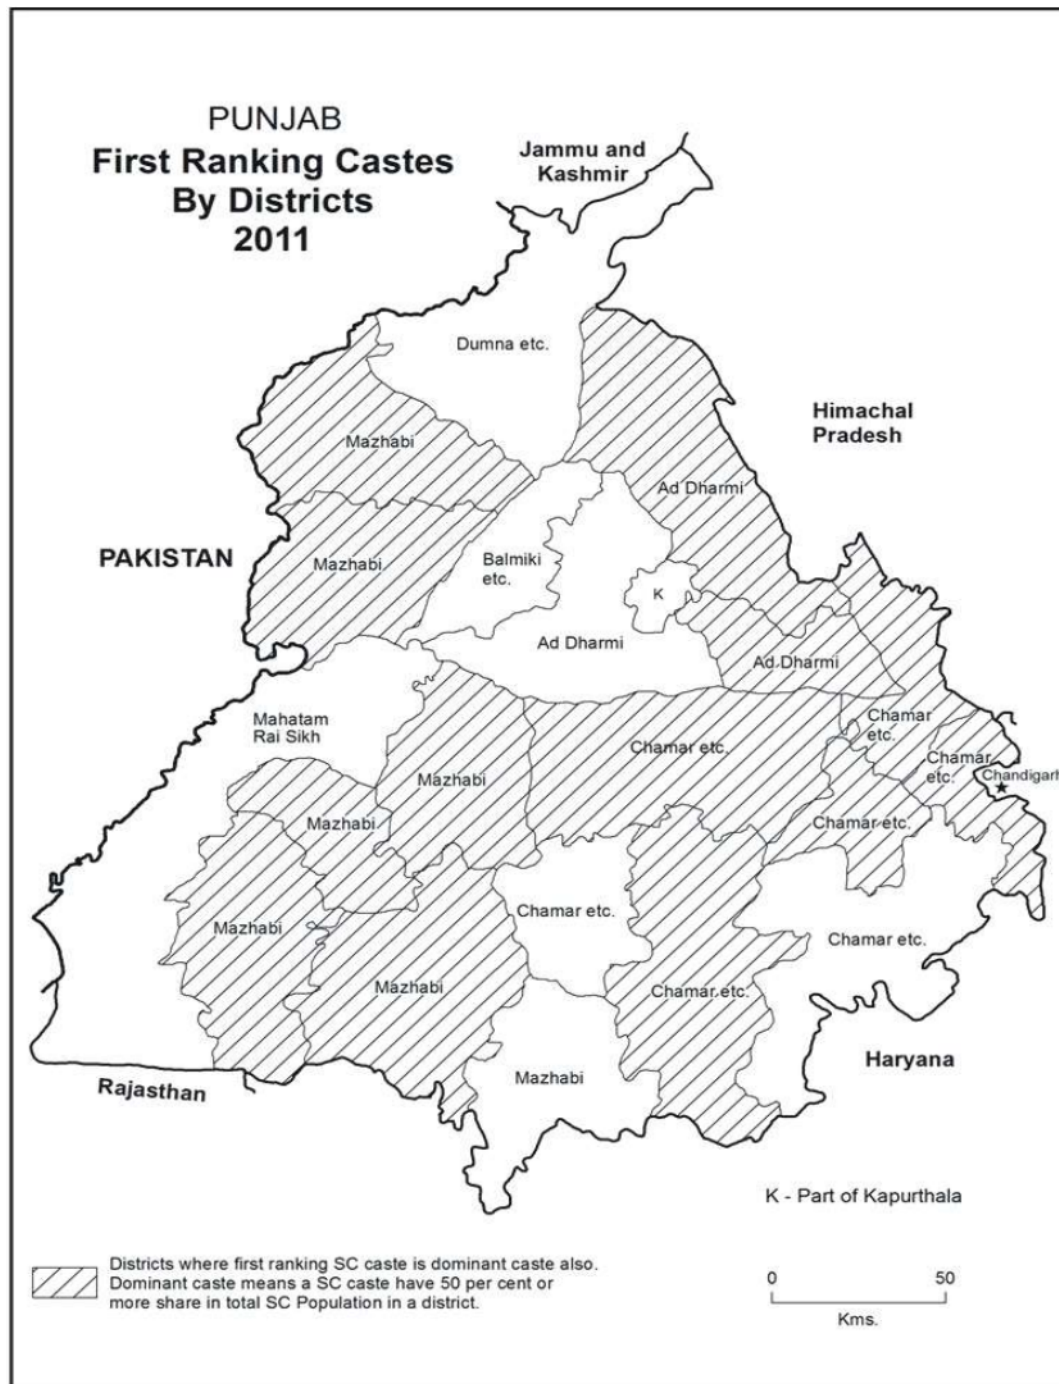 PUNJAB
First Ranking Castes
By Districts
2011
Jammu and
Kashmir
Dumna etc.
Himachal
Pradesh
Mazhabi
Ad Dharmi
PAKISTAN
Mazhabi
Balmiki
etc.
K
Ad Dharmi
Ad Dharmi
Mahatam
Rai Sikh
Chamar
etc.
Chamar etc.
Chamar
etc.
Chandigarh
Mazhabi
Mazhabi
Chamar etc.
Chamar etc.
Mazhabi
Chamar etc.
Mazhabi
Chamar etc.
Haryana
Mazhabi
Rajasthan
K - Part of Kapurthala
Districts where first ranking SC caste is dominant caste also.
Dominant caste means a SC caste have 50 per cent or
more share in total SC Population in a district.
0 50
Kms.